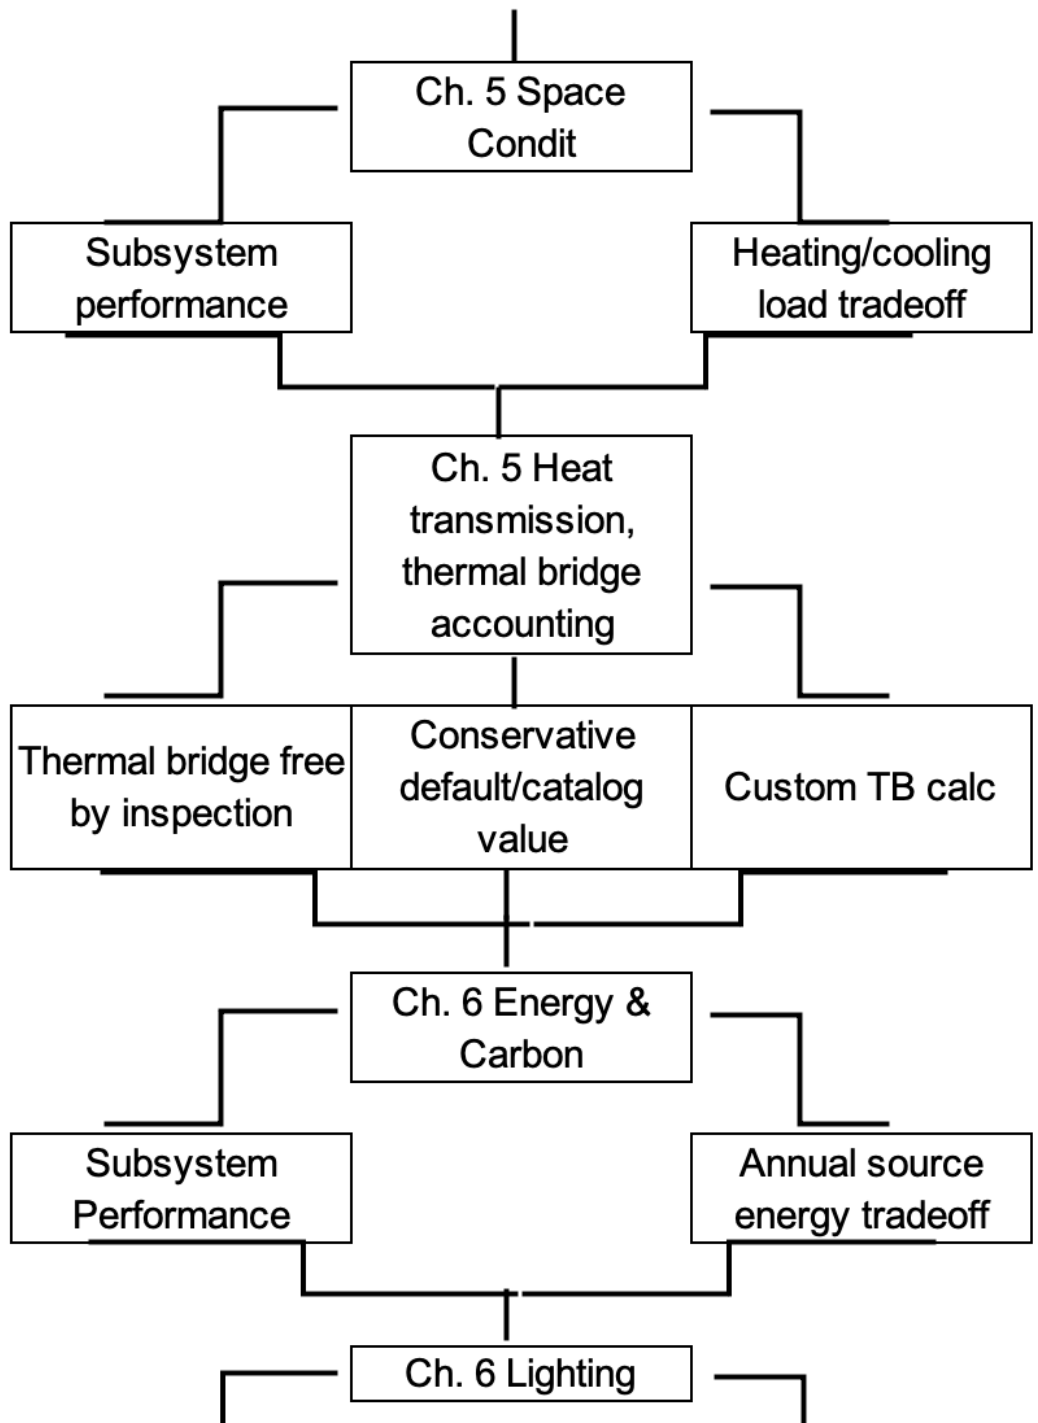 Ch. 5 Space
Condit
Subsystem
performance
Heating/cooling
load tradeoff
Ch. 5 Heat
transmission,
thermal bridge
accounting
Thermal bridge free
by inspection
Conservative
default/catalog
value
Custom TB calc
Ch. 6 Energy &
Carbon
Subsystem
Performance
Annual source
energy tradeoff
Ch. 6 Lighting